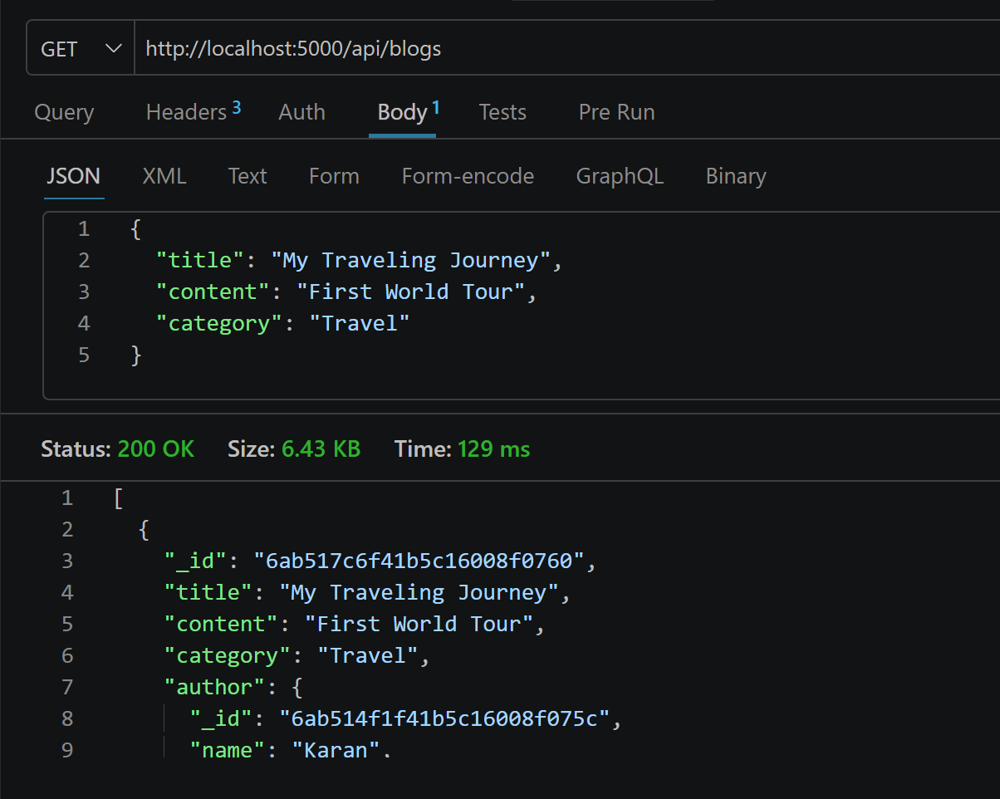 GET http://localhost:5000/api/blogs
Query Headers 3 Auth Body 1 Tests Pre Run
JSON XML Text Form Form-encode GraphQL Binary
1 {
2 "title": "My Traveling Journey",
3 "content": "First World Tour",
4 "category": "Travel"
5 }
Status: 200 OK Size: 6.43 KB Time: 129 ms
1 [
2 {
3 "_id": "6ab517c6f41b5c16008f0760",
4 "title": "My Traveling Journey",
5 "content": "First World Tour",
6 "category": "Travel",
7 "author": {
8 "_id": "6ab514f1f41b5c16008f075c",
9 "name": "Karan",